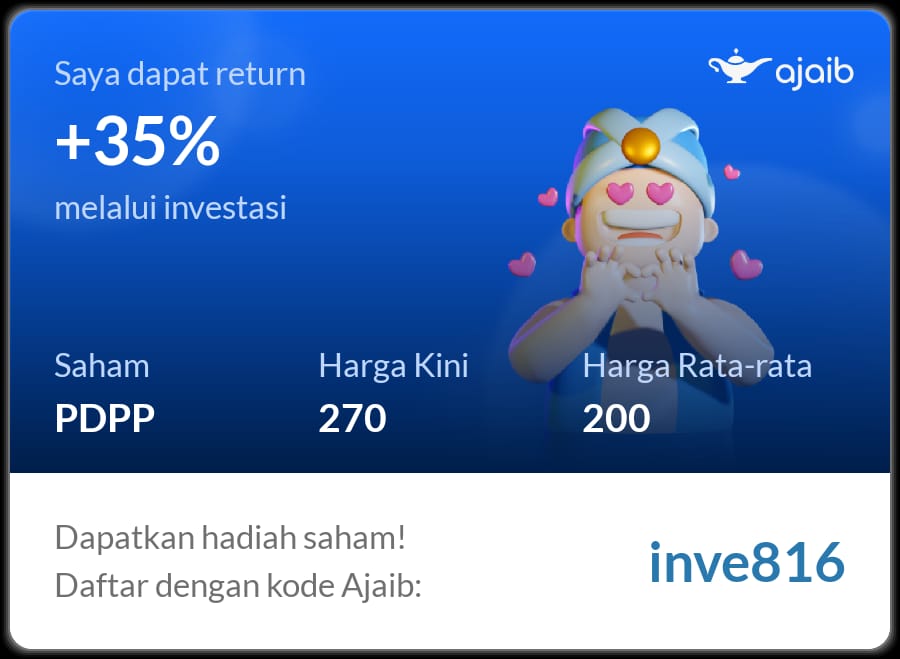 Saya dapat return
ajaib
+35%
melalui investasi
Saham Harga Kini Harga Rata-rata
PDPP 270 200
Dapatkan hadiah saham!
Daftar dengan kode Ajaib:
inve816